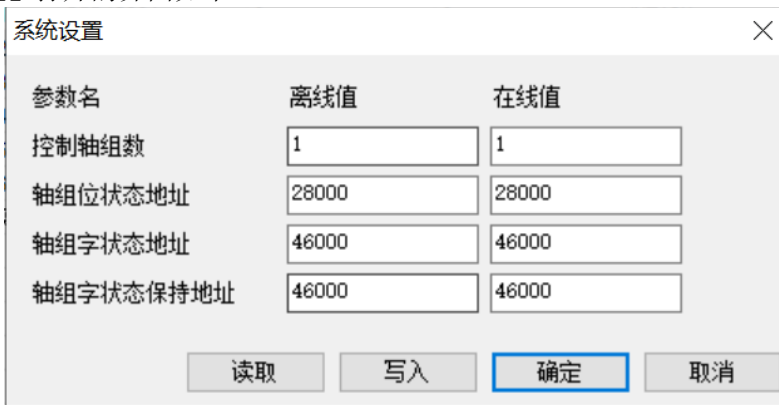 系统设置
参数名 离线值 在线值
控制轴组数 1 1
轴组位状态地址 28000 28000
轴组字状态地址 46000 46000
轴组字状态保持地址 46000 46000
读取 写入 确定 取消